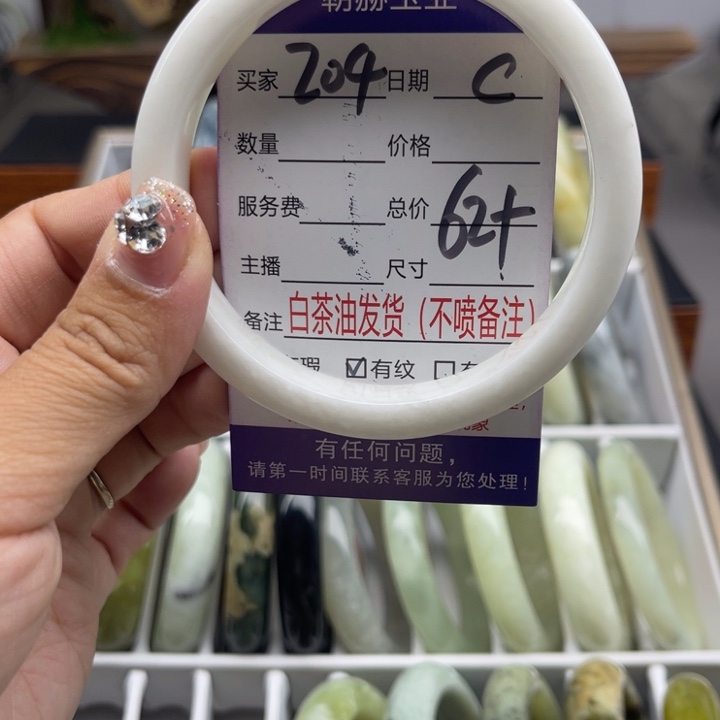 买家 204 日期 C
数量 价格
服务费 总价
62+
主播 尺寸
备注 白茶油发货（不喷备注）
瑕 ☑有纹 □
有任何问题，
请第一时间联系客服为您处理！